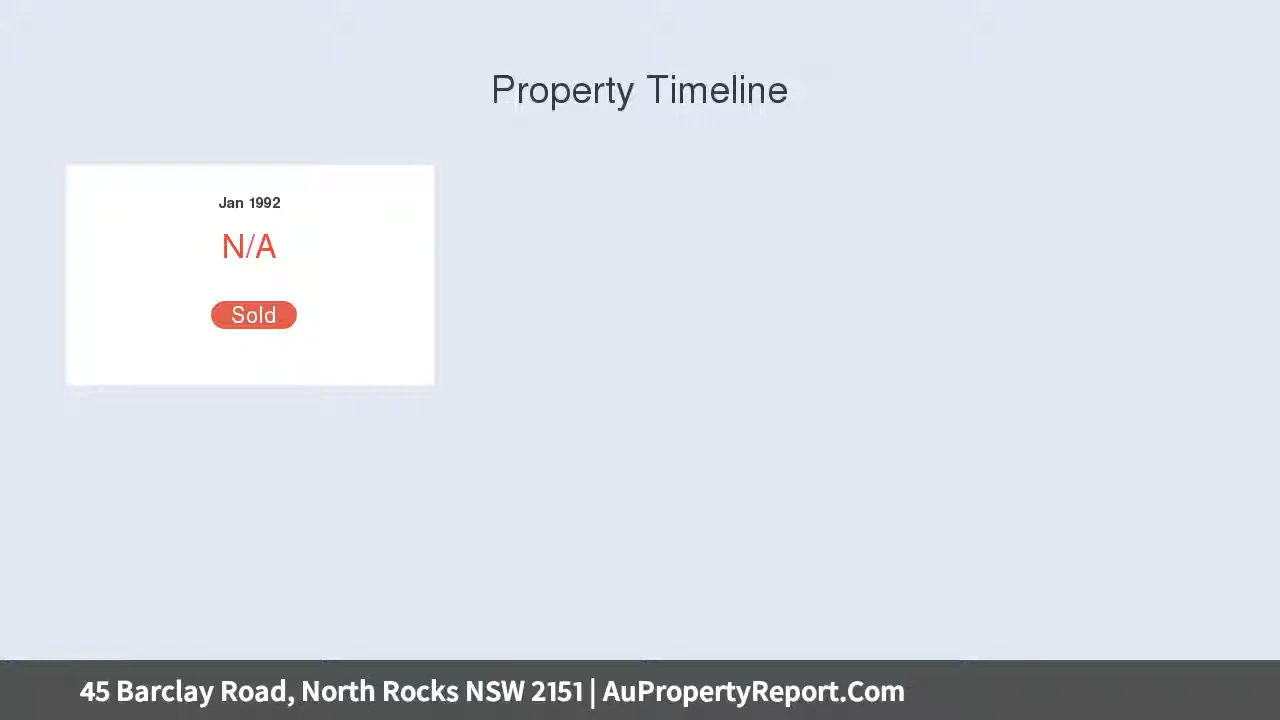 Property Timeline
Jan 1992
N/A
Sold
45 Barclay Road, North Rocks NSW 2151 | AuPropertyReport.Com